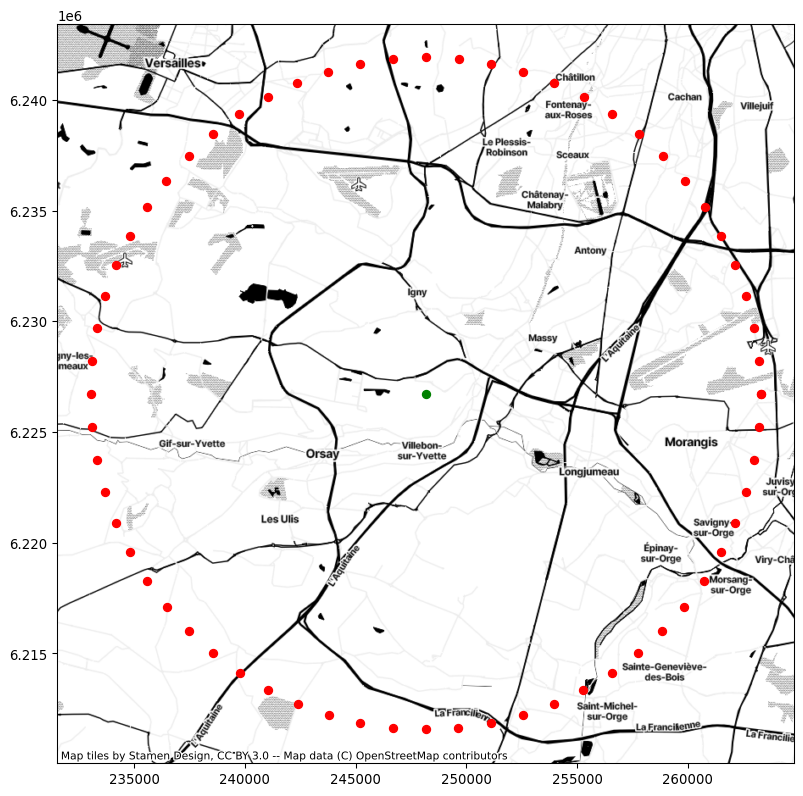 1e6
Versailles
Châtillon
Cachan
6.240
Fontenay-
aux-Roses
Villejuif
Le Plessis-
Robinson
Sceaux
Châtenay-
Malabry
6.235
Antony
Igny
6.230
Massy
L'Aquitaine
gny-les-
meaux
6.225
Gif-sur-Yvette
Orsay
Villebon-
sur-Yvette
Morangis
Longjumeau
Juvisy
sur-Org
Les Ulis
Savigny-
sur-Orge
6.220
L'Aquitaine
Épinay-
sur-Orge
Viry-Châ
Morsang-
sur-Orge
6.215
Sainte-Geneviève-
des-Bois
Saint-Michel-
sur-Orge
La Francilienne
L'Aquitaine
La Francilienne
La Francilie
Map tiles by Stamen Design, CC BY 3.0 -- Map data (C) OpenStreetMap contributors
235000 240000 245000 250000 255000 260000